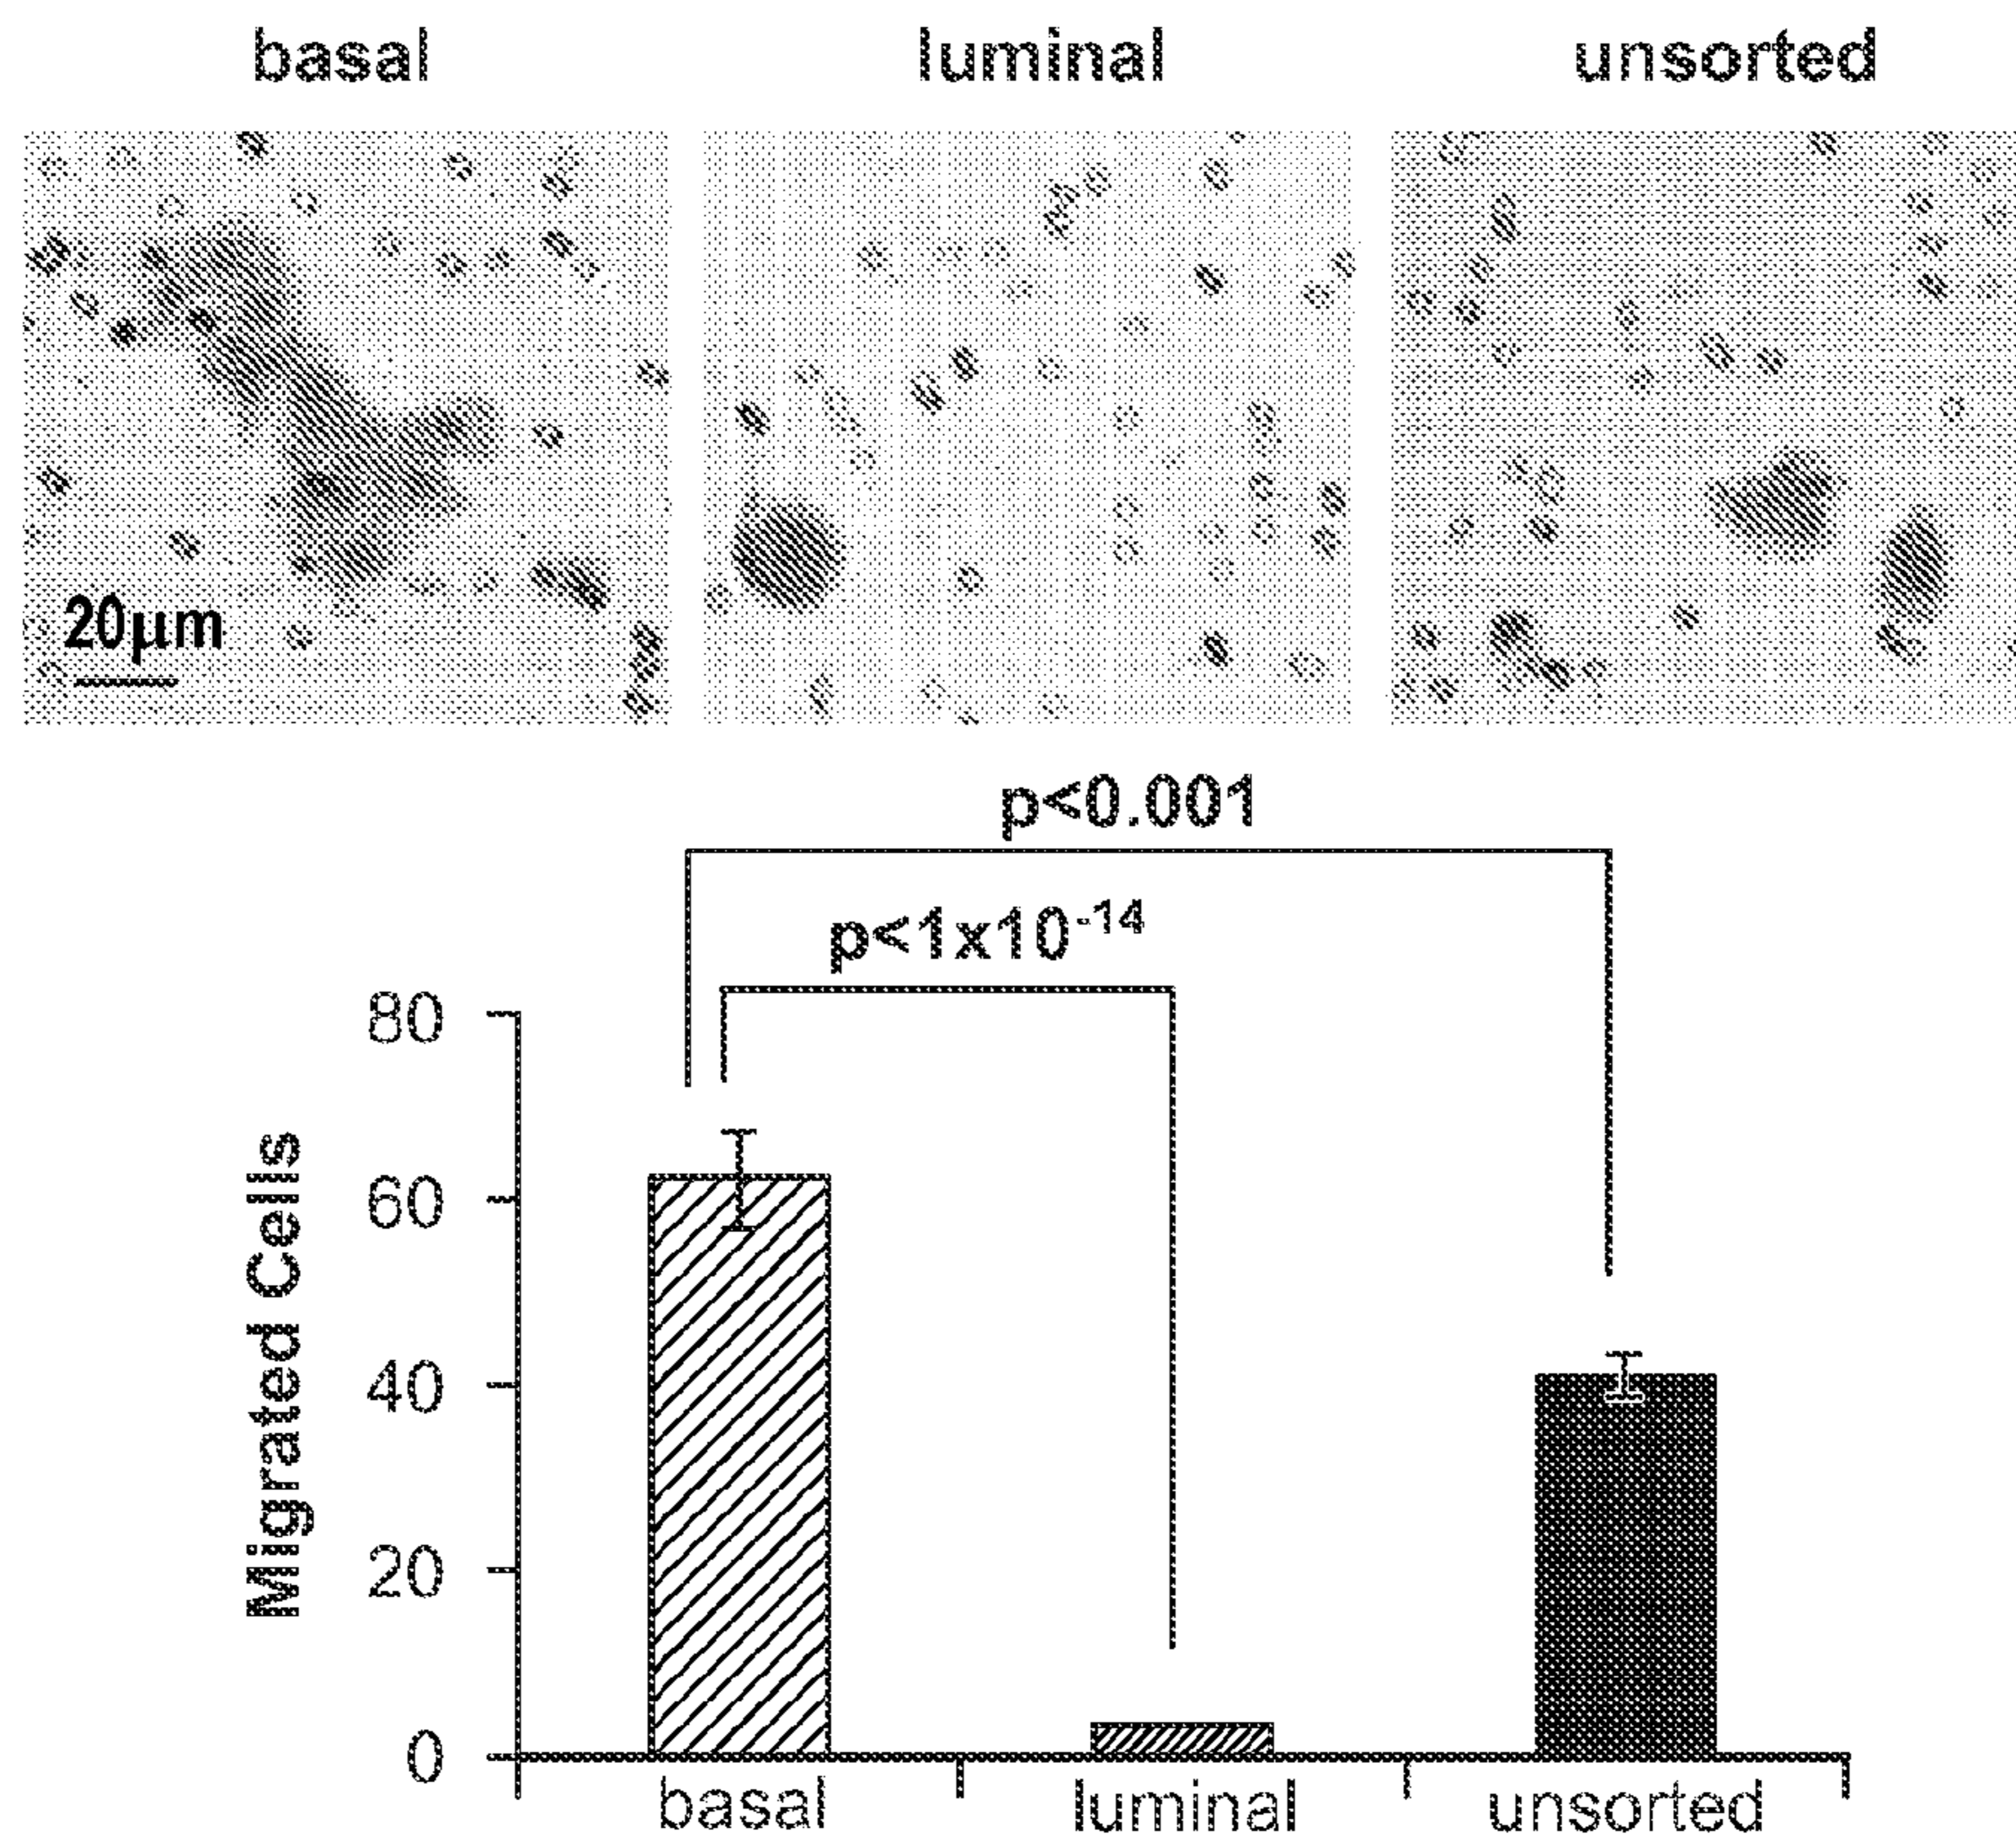 basal luminal unsorted
20µm
p<0.001
p<1x10⁻¹⁴
80
60
40
20
0
Migrated Cells
basal luminal unsorted